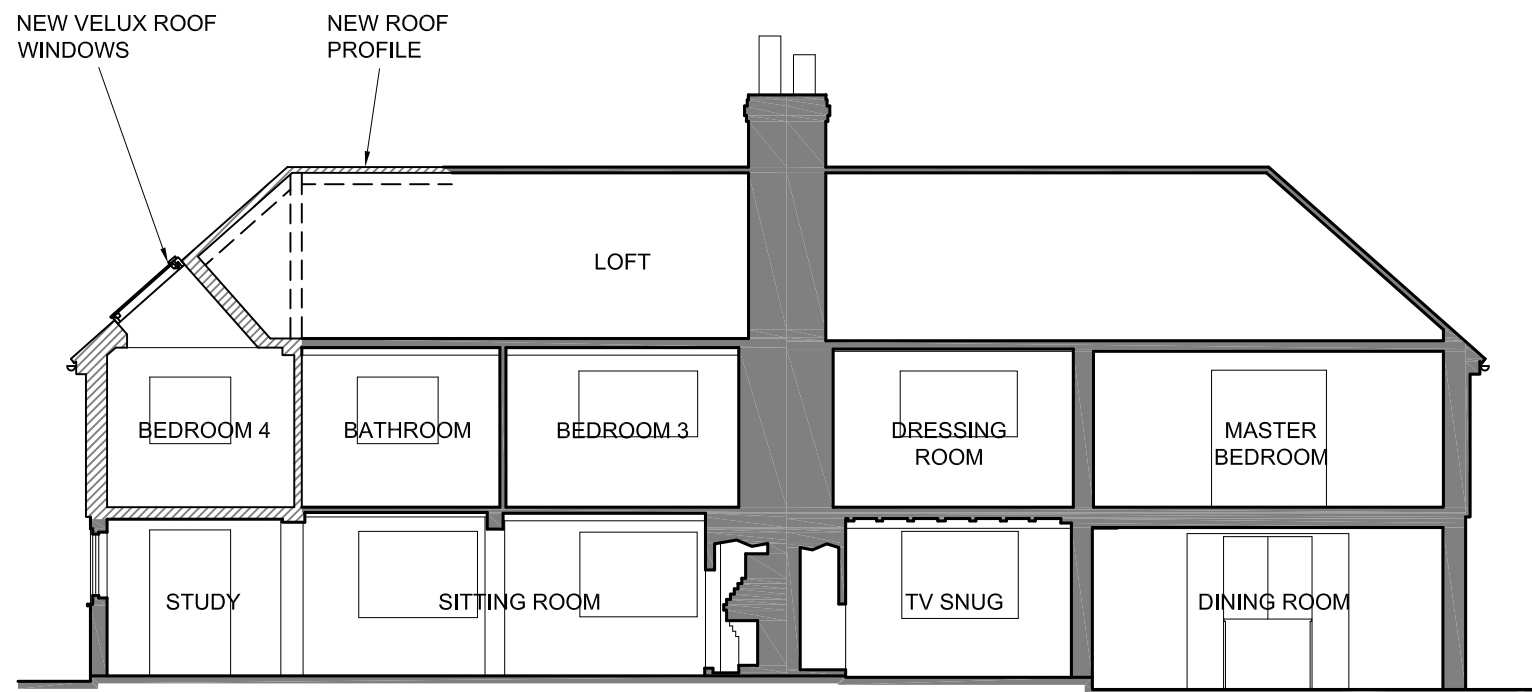 NEW VELUX ROOF
WINDOWS
NEW ROOF
PROFILE
LOFT
BEDROOM 4
BATHROOM
BEDROOM 3
DRESSING
ROOM
MASTER
BEDROOM
STUDY
SITTING ROOM
TV SNUG
DINING ROOM